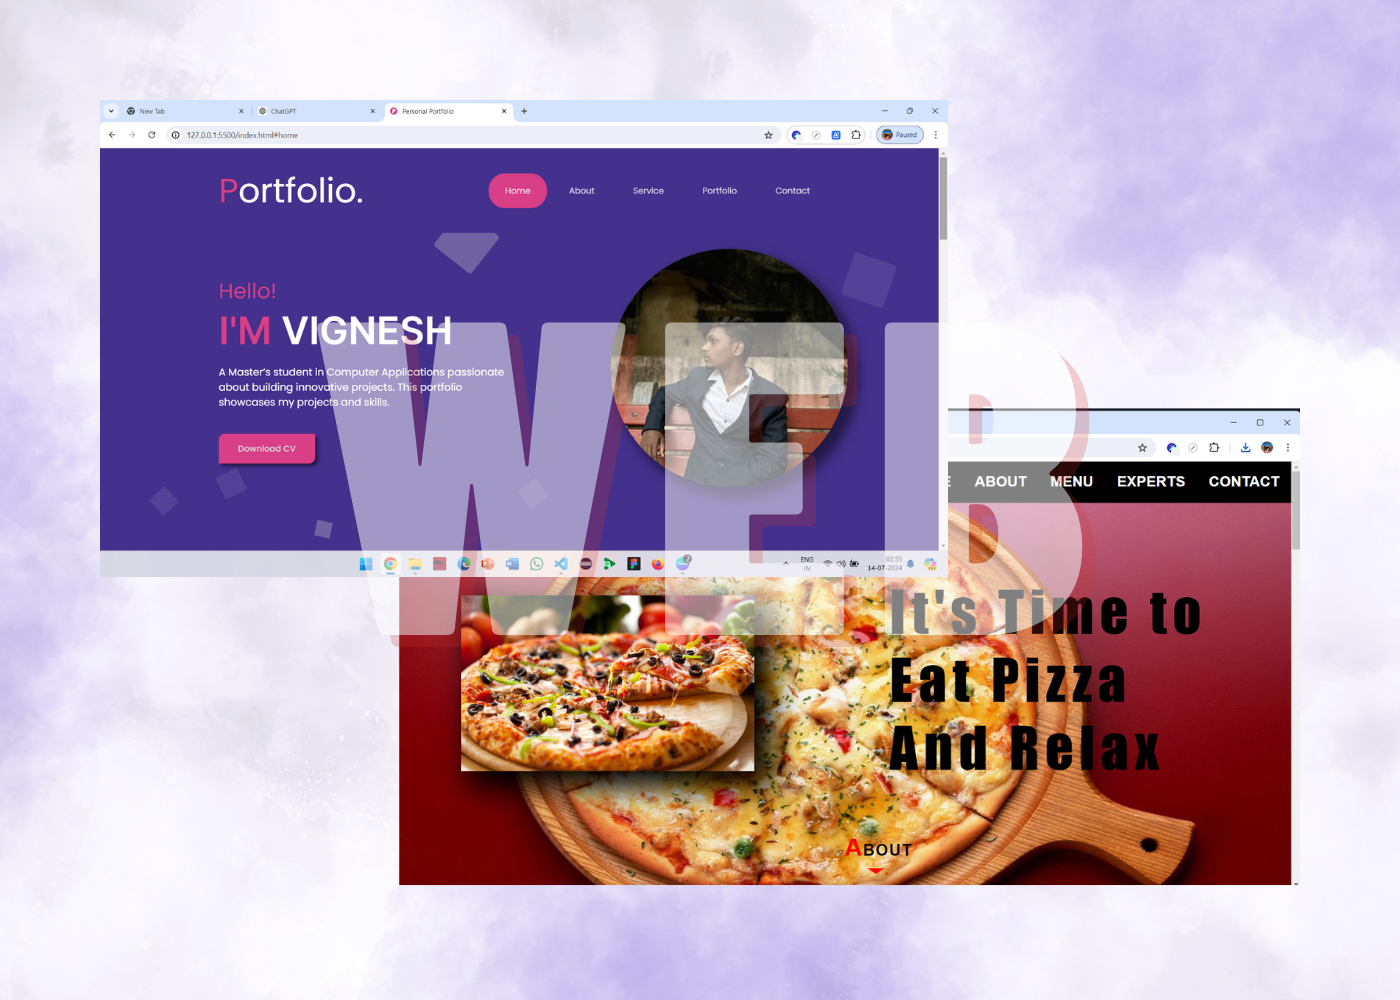 New Tab
ChatGPT
Personal Portfolio
127.0.0.1:5500/index.html#home
Paused
Portfolio.
Home
About
Service
Portfolio
Contact
Hello!
I'M VIGNESH
A Master's student in Computer Applications passionate
about building innovative projects. This portfolio
showcases my projects and skills.
Download CV
WEB
ENG
IN
02:55
14-07-2024
2
ABOUT
MENU
EXPERTS
CONTACT
It's Time to
Eat Pizza
And Relax
ABOUT